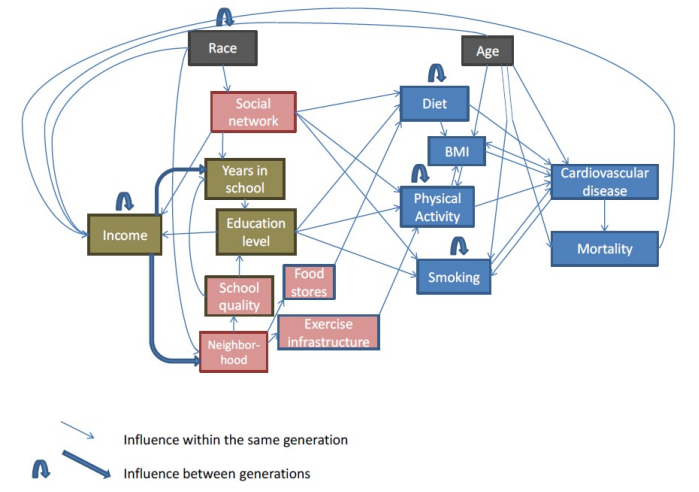 Race
Age
Social
network
Diet
BMI
Years in
school
Cardiovascular
disease
Physical
Activity
Income
Education
level
Mortality
Smoking
School
quality
Food
stores
Exercise
infrastructure
Neighbor-
hood
Influence within the same generation
Influence between generations